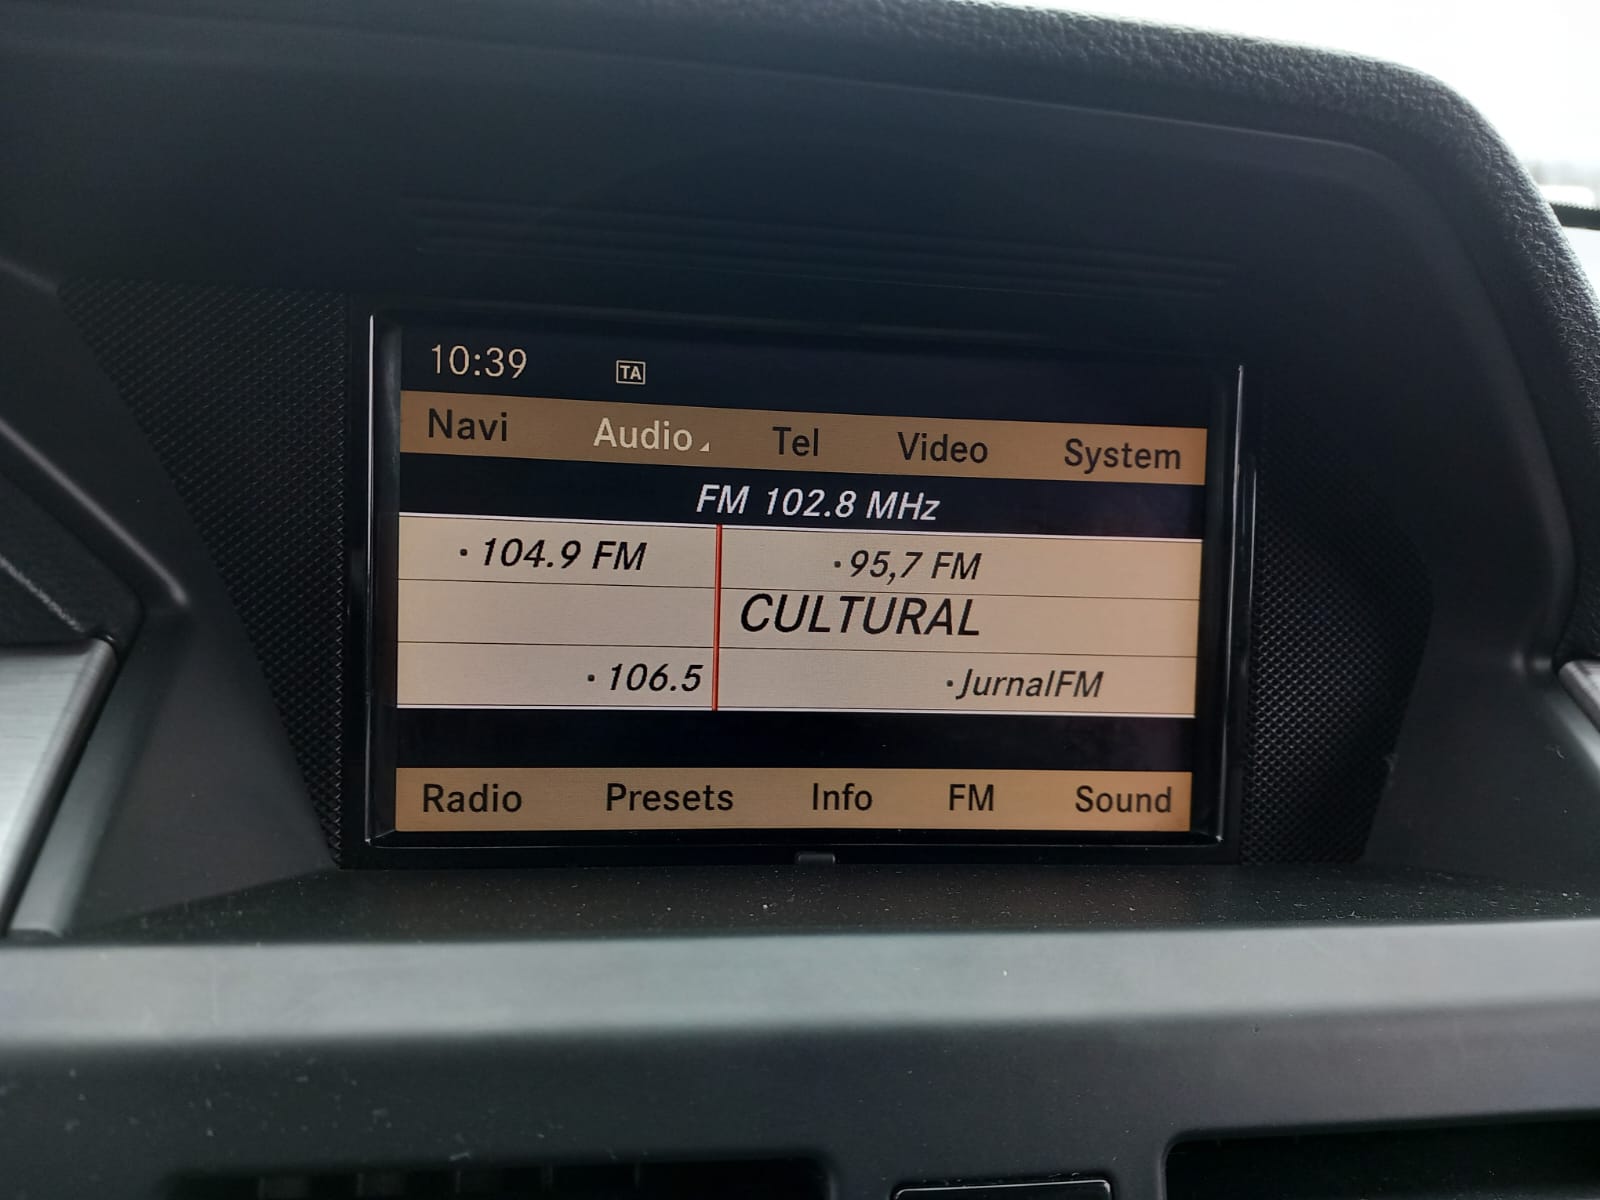 10:39 TA
Navi Audio Tel Video System
FM 102.8 MHz
·104.9 FM ·95,7 FM
CULTURAL
·106.5 ·JurnalFM
Radio Presets Info FM Sound